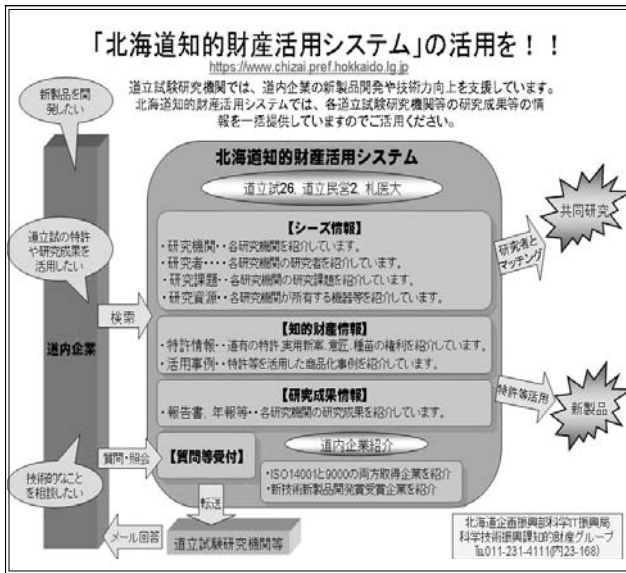 「北海道知的財産活用システム」の活用を！！
https://www.chizai.pref.hokkaido.lg.jp
道立試験研究機関では、道内企業の新製品開発や技術力向上を支援しています。
北海道知的財産活用システムでは、各道立試験研究機関等の研究成果等の情
報を一括提供していますのでご活用ください。
新製品を開
発したい
道立試の特許
や研究成果を
活用したい
道内企業
技術的なこと
を相談したい
検索
質問・照会
メール回答
北海道知的財産活用システム
道立試26，道立民営2，札医大
【シーズ情報】
・研究機関・・各研究機関を紹介しています。
・研究者・・・・各研究機関の研究者を紹介しています。
・研究課題・・各研究機関の研究課題を紹介しています。
・研究資源・・各研究機関が所有する機器等を紹介しています。
【知的財産情報】
・特許情報・・道有の特許，実用新案，意匠，種苗の権利を紹介しています。
・活用事例・・特許等を活用した商品化事例を紹介しています。
【研究成果情報】
・報告書、年報等・・各研究機関の研究成果を紹介しています。
【質問等受付】
道内企業紹介
・ISO14001と9000の両方取得企業を紹介
・新技術新製品開発賞受賞企業を紹介
転送
道立試験研究機関等
研究者と
マッチング
共同研究
特許等活用
新製品
北海道企画振興部科学IT振興局
科学技術振興課知的財産グループ
℡011-231-4111(内23-168)